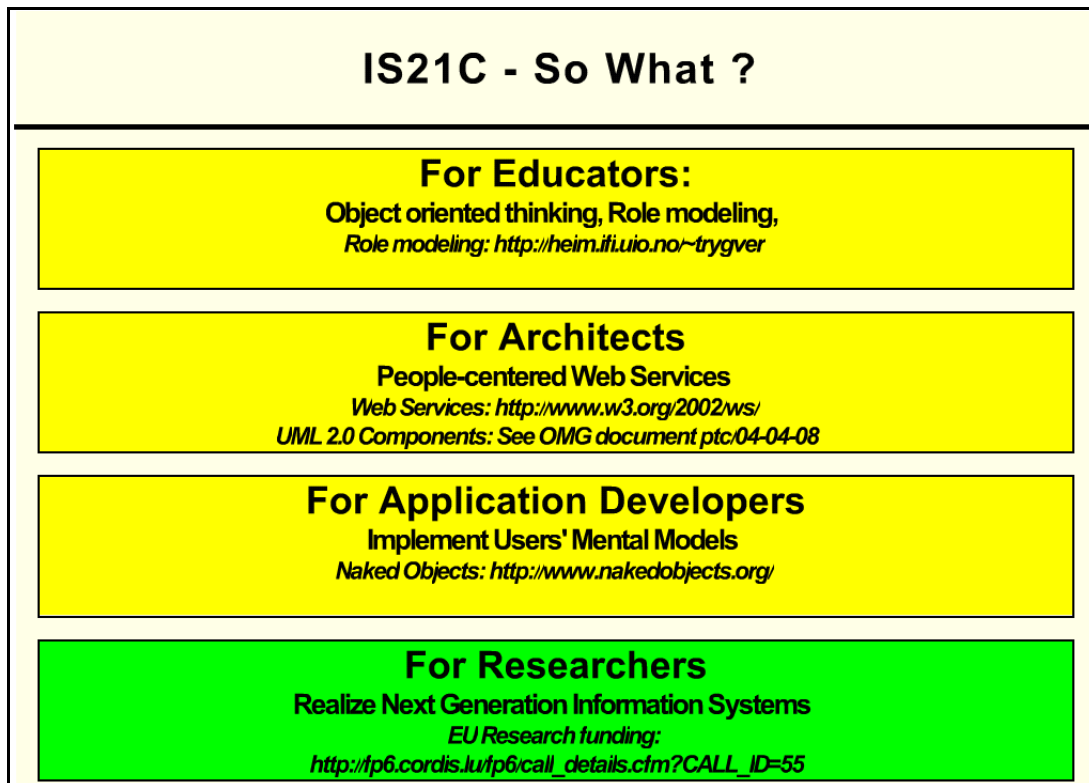 IS21C - So What ?
For Educators:
Object oriented thinking, Role modeling,
Role modeling: http://heim.ifi.uio.no/~trygver
For Architects
People-centered Web Services
Web Services: http://www.w3.org/2002/ws/
UML 2.0 Components: See OMG document ptc/04-04-08
For Application Developers
Implement Users' Mental Models
Naked Objects: http://www.nakedobjects.org/
For Researchers
Realize Next Generation Information Systems
EU Research funding:
http://fp6.cordis.lu/fp6/call_details.cfm?CALL_ID=55